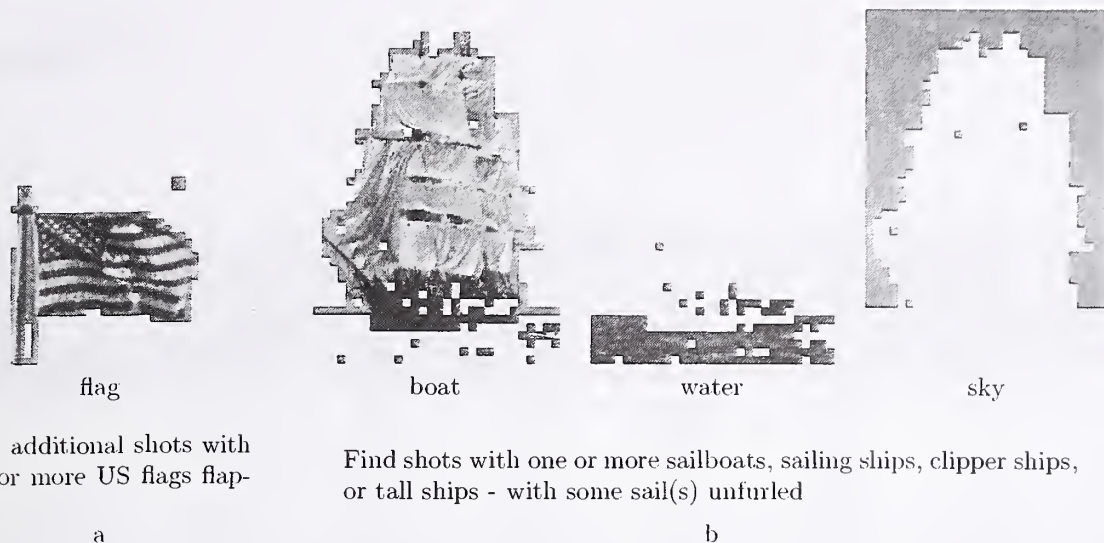 flag
boat
water
sky
additional shots with
or more US flags flap-
Find shots with one or more sailboats, sailing ships, clipper ships,
or tall ships - with some sail(s) unfurled
a
b